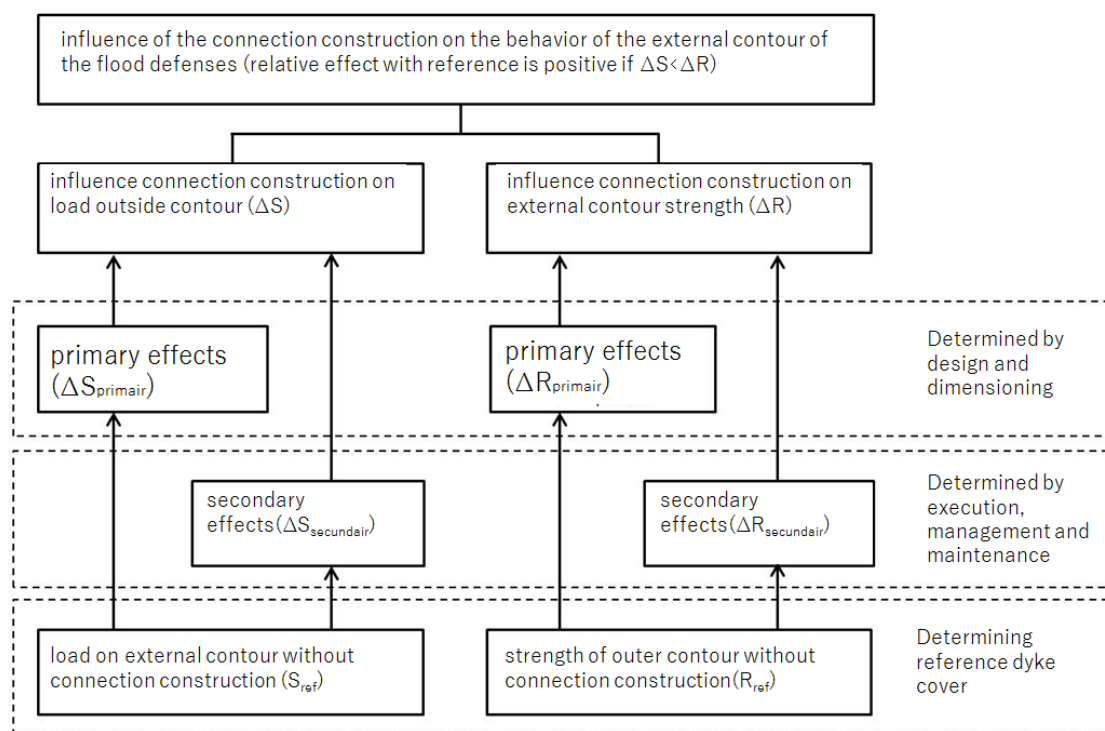 influence of the connection construction on the behavior of the external contour of
the flood defenses (relative effect with reference is positive if ΔS<ΔR)
influence connection construction on
load outside contour (ΔS)
influence connection construction on
external contour strength (ΔR)
primary effects
(ΔSprimair)
primary effects
(ΔRprimair)
Determined by
design and
dimensioning
secondary
effects(ΔSsecundair)
secondary
effects(ΔRsecundair)
Determined by
execution,
management and
maintenance
load on external contour without
connection construction (Sref)
strength of outer contour without
connection construction(Rref)
Determining
reference dyke
cover